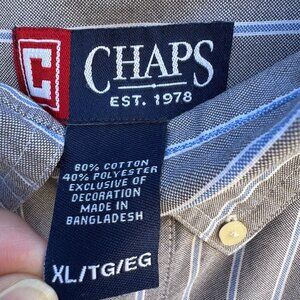 C
CHAPS
EST. 1978
60% COTTON
40% POLYESTER
EXCLUSIVE OF
DECORATION
MADE IN
BANGLADESH
XL/TG/EG